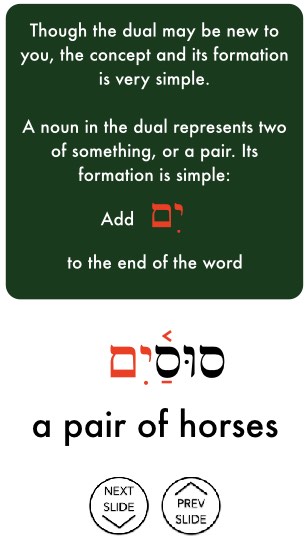 Though the dual may be new to
you, the concept and its formation
is very simple.
A noun in the dual represents two
of something, or a pair. Its
formation is simple:
Add יִם
to the end of the word
סוּסַ֫יִם
a pair of horses
NEXT
SLIDE
PREV
SLIDE